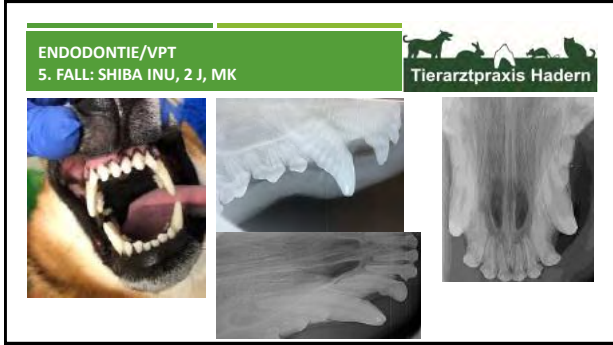 ENDODONTIE/VPT
5. FALL: SHIBA INU, 2 J, MK
Tierarztpraxis Hadern